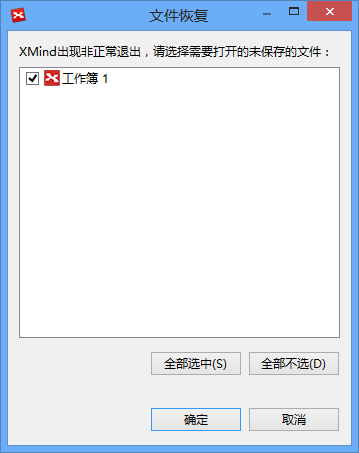 文件恢复
XMind出现非正常退出，请选择需要打开的未保存的文件：
工作簿 1
全部选中(S)
全部不选(D)
确定
取消